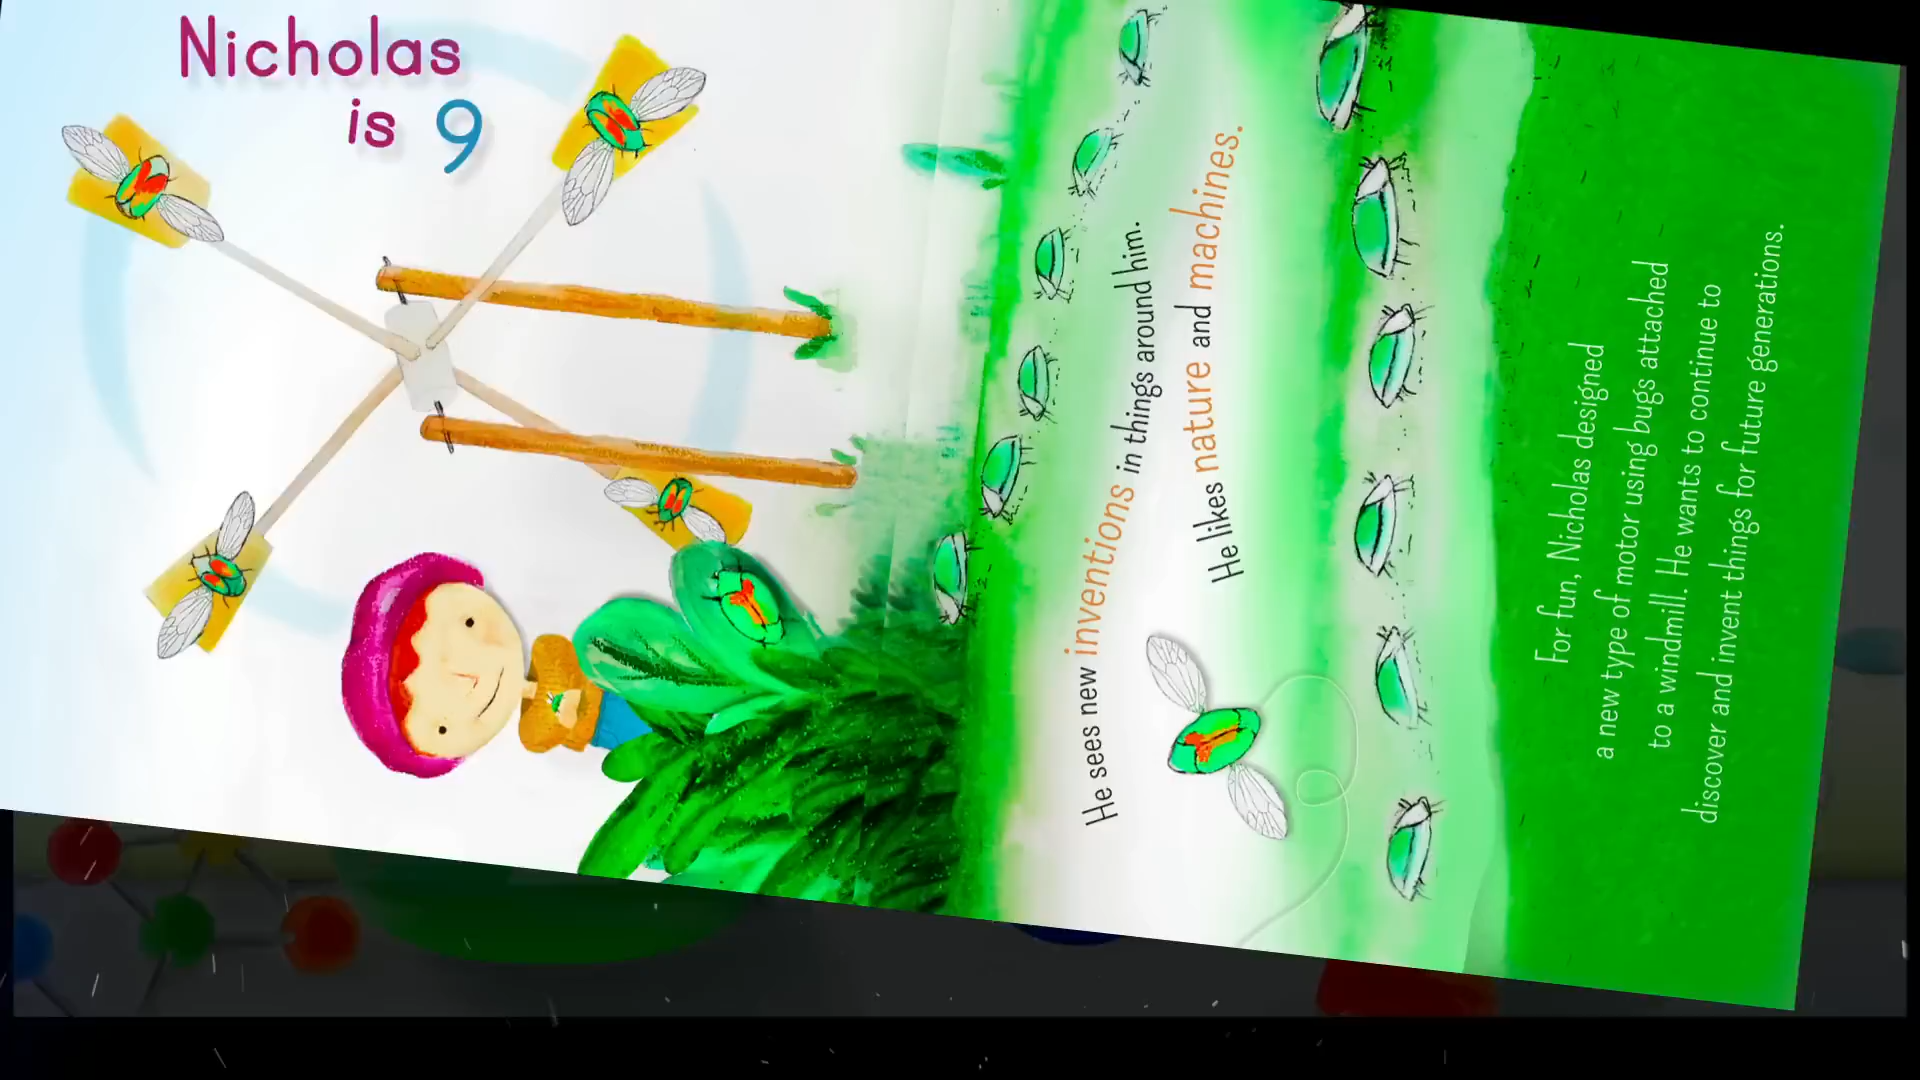 Nicholas
is 9
He sees new inventions in things around him.
He likes nature and machines.
For fun, Nicholas designed
a new type of motor using bugs attached
to a windmill. He wants to continue to
discover and invent things for future generations.